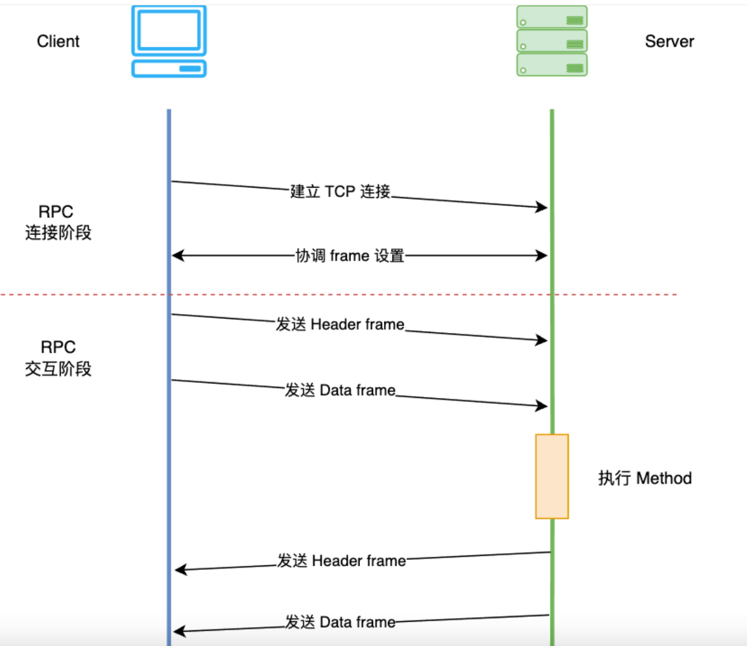 Client
Server
建立 TCP 连接
RPC
连接阶段
协调 frame 设置
发送 Header frame
RPC
交互阶段
发送 Data frame
执行 Method
发送 Header frame
发送 Data frame